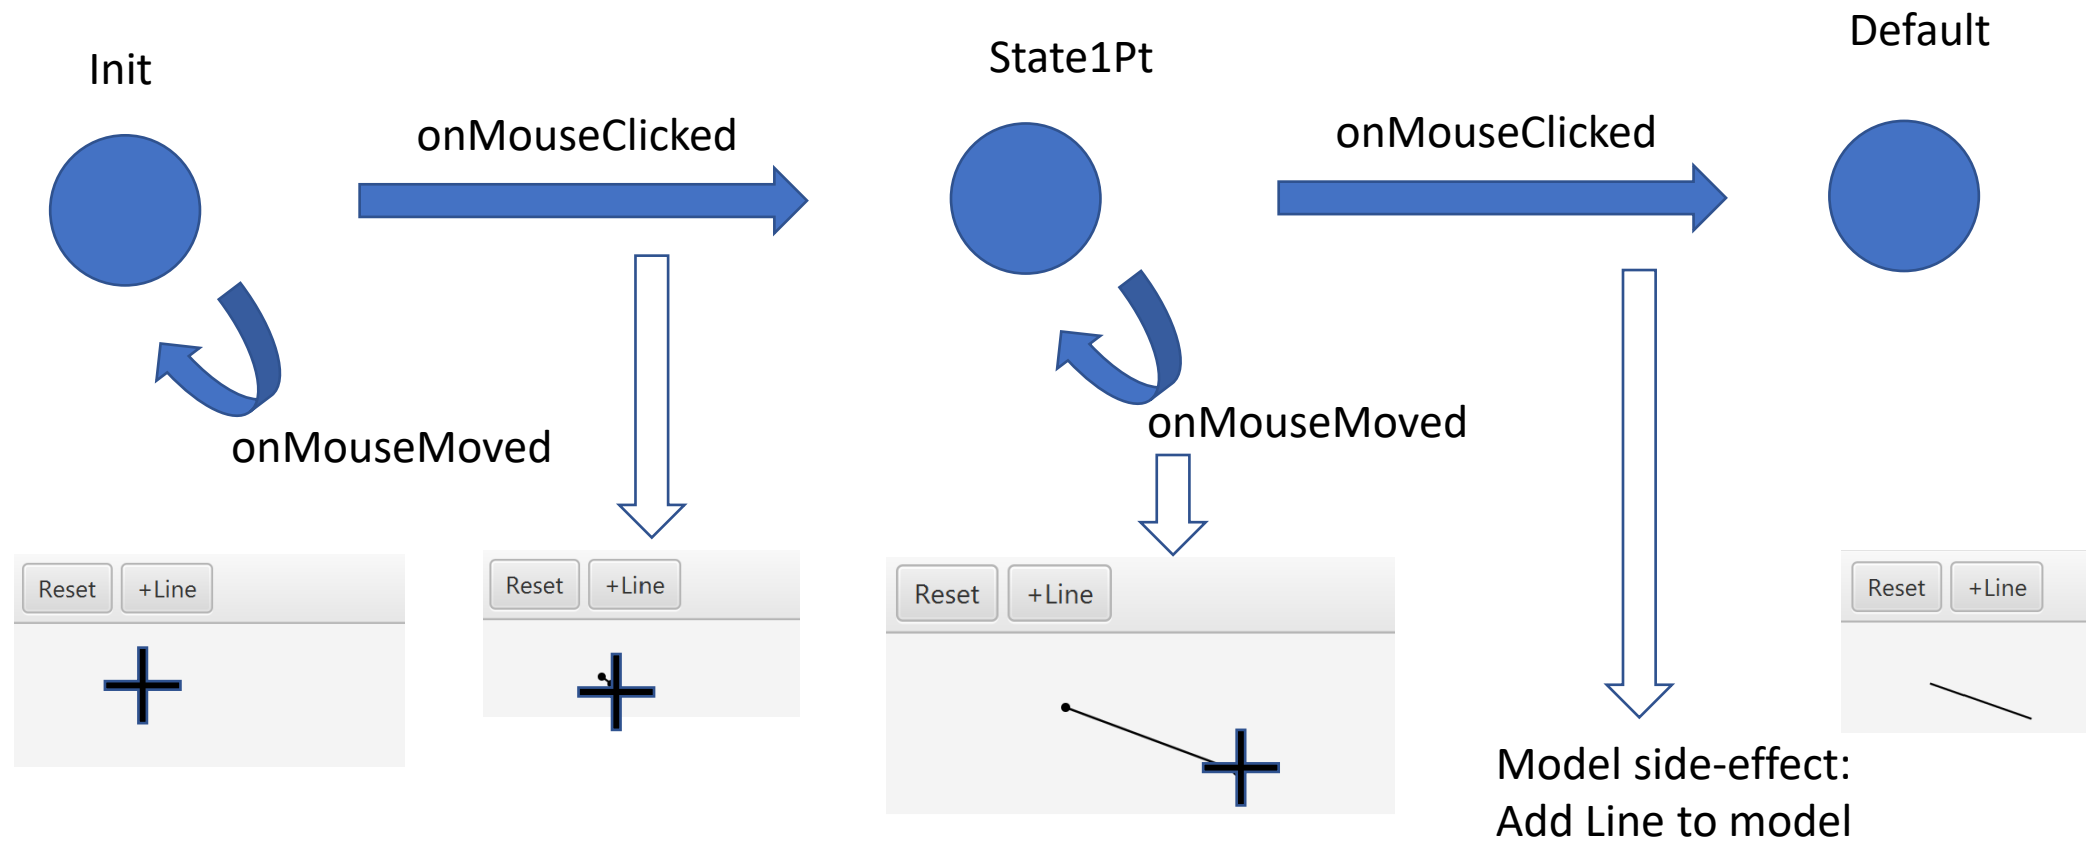 Init
State1Pt
Default
onMouseClicked
onMouseClicked
onMouseMoved
onMouseMoved
Reset +Line
Reset +Line
Reset +Line
Reset +Line
Model side-effect:
Add Line to model